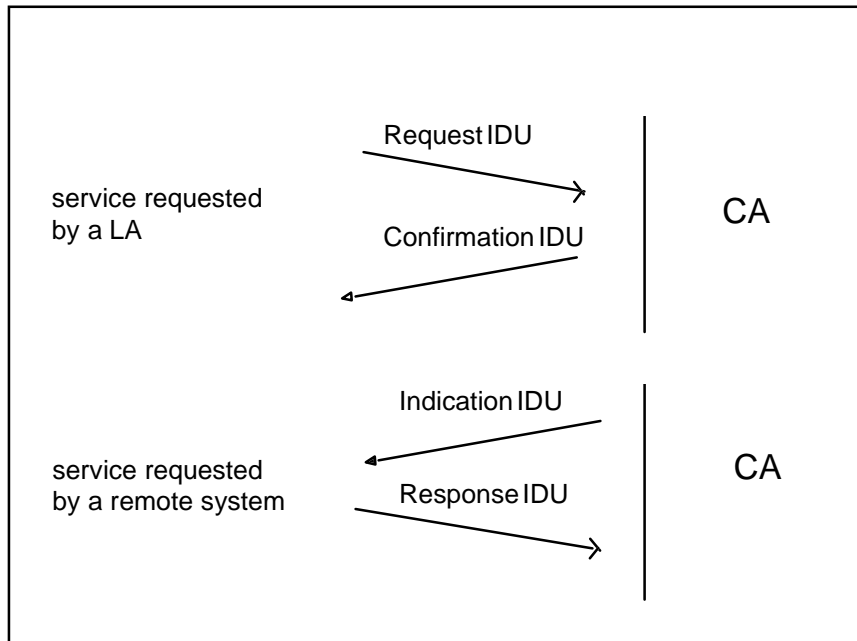 Request IDU
service requested
by a LA
CA
Confirmation IDU
Indication IDU
service requested
by a remote system
CA
Response IDU